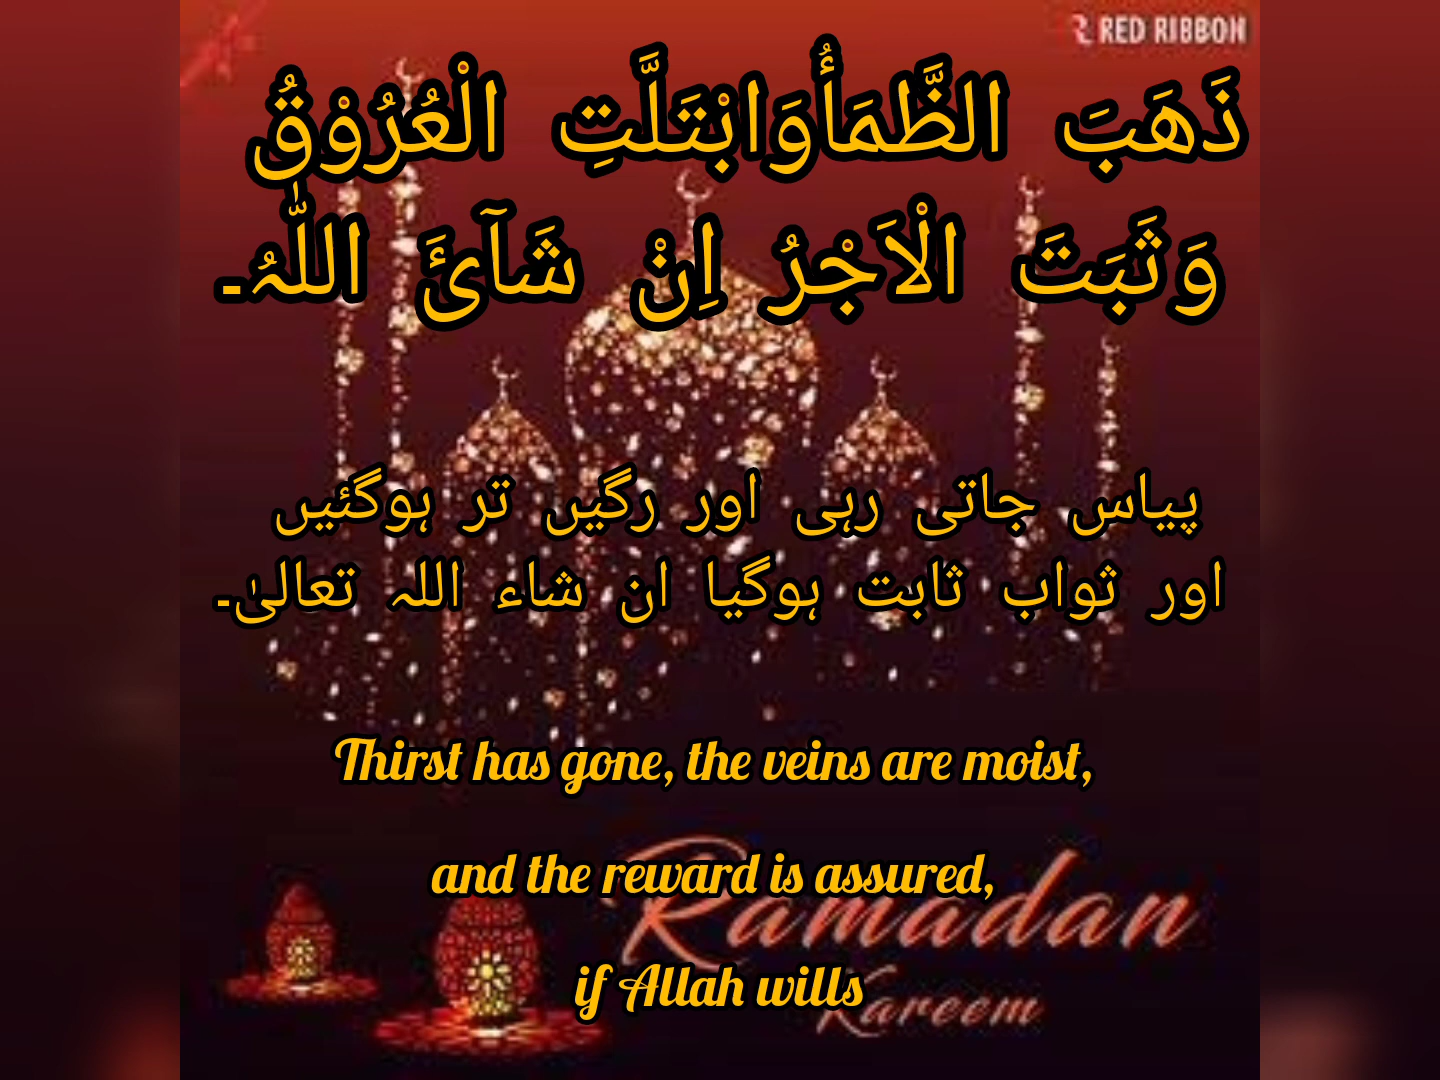 RED RIBBON
ذَهَبَ الظَّمَأُوَابْتَلَّتِ الْعُرُوْقُ
وَثَبَتَ الْاَجْرُ اِنْ شَآئَ اللّٰہُ۔
پیاس جاتی رہی اور رگیں تر ہوگئیں
اور ثواب ثابت ہوگیا ان شاء اللہ تعالیٰ۔
Thirst has gone, the veins are moist,
and the reward is assured,
Ramadan
if Allah wills
Kareem